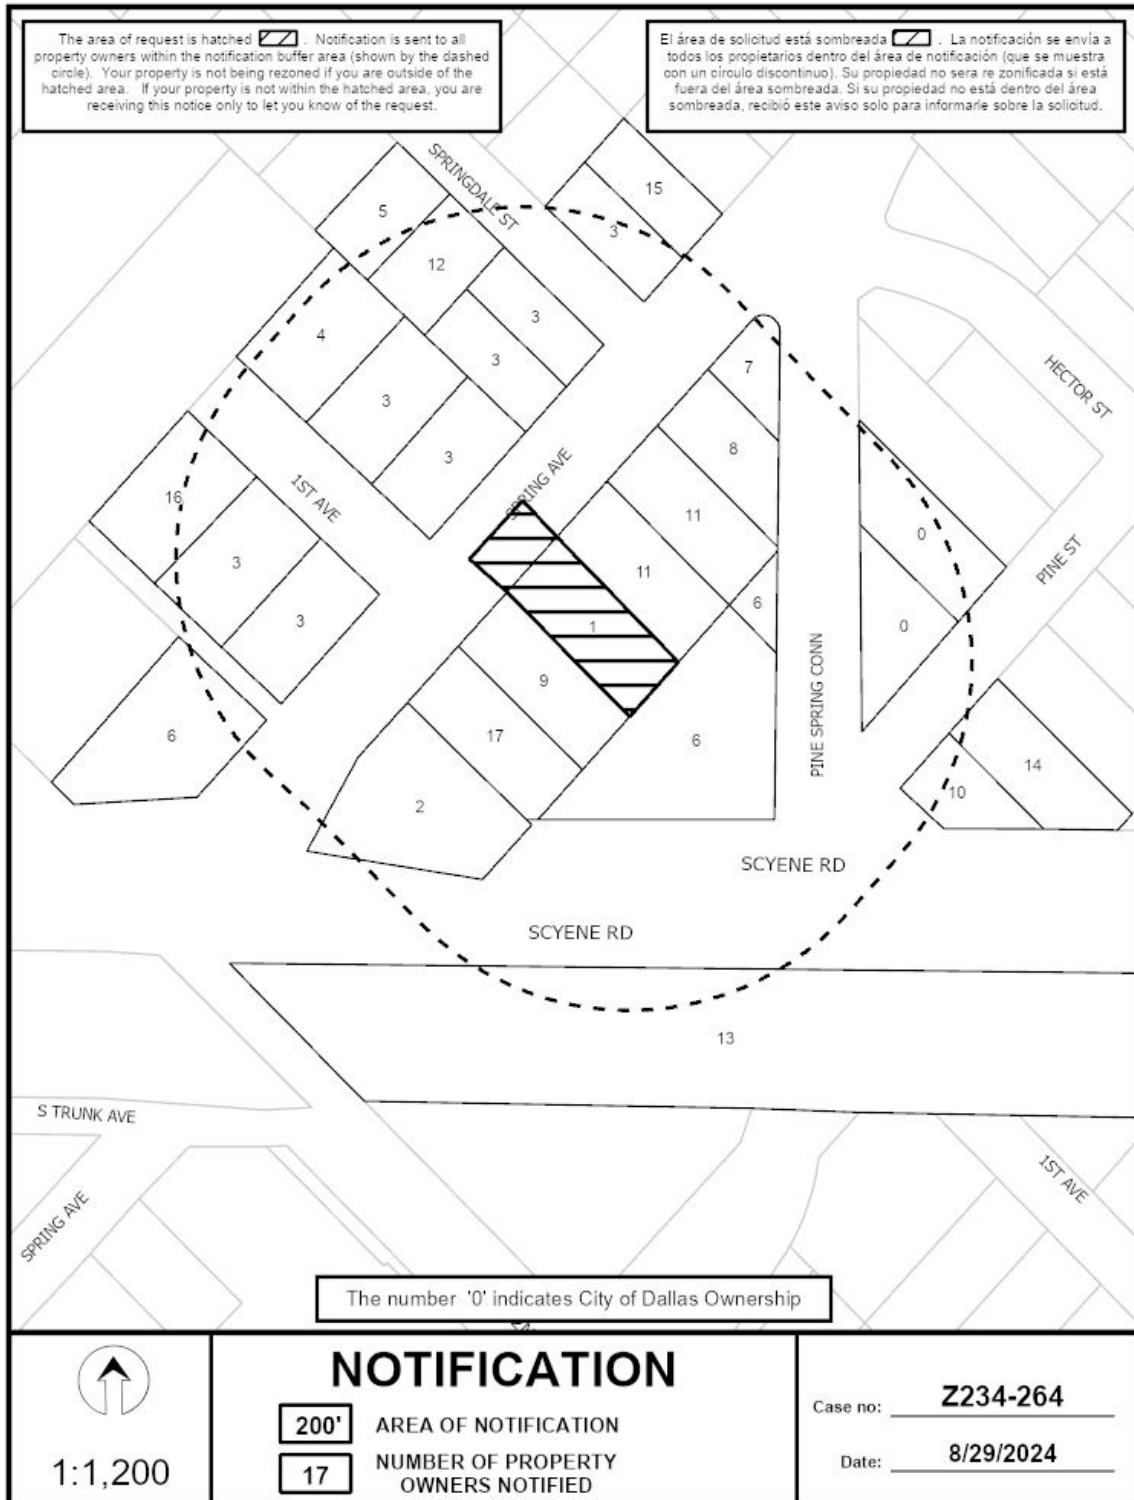 The area of request is hatched . Notification is sent to all
property owners within the notification buffer area (shown by the dashed
circle). Your property is not being rezoned if you are outside of the
hatched area. If your property is not within the hatched area, you are
receiving this notice only to let you know of the request.
El área de solicitud está sombreada . La notificación se envía a
todos los propietarios dentro del área de notificación (que se muestra
con un círculo discontinuo). Su propiedad no sera re zonificada si está
fuera del área sombreada. Si su propiedad no está dentro del área
sombreada, recibió este aviso solo para informarle sobre la solicitud.
SPRINGDALE ST
15
5
3
12
3
4
3
7
HECTOR ST
3
8
3
SPRING AVE
16
1ST AVE
11
0
3
11
PINE ST
6
3
1
0
9
PINE SPRING CONN
6
17
6
14
10
2
SCYENE RD
SCYENE RD
13
S TRUNK AVE
1ST AVE
SPRING AVE
The number '0' indicates City of Dallas Ownership
1:1,200
NOTIFICATION
200' AREA OF NOTIFICATION
17 NUMBER OF PROPERTY
OWNERS NOTIFIED
Case no: Z234-264
Date: 8/29/2024